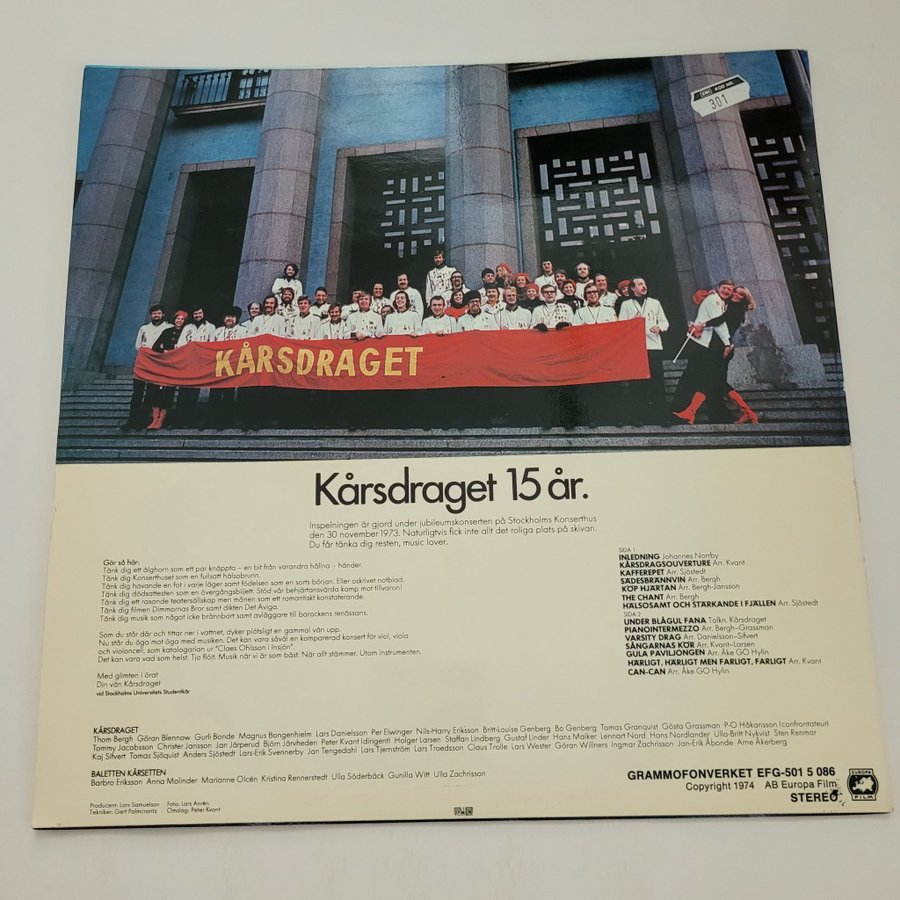 EMI KOD NR.
301
KÅRSDRAGET
Kårsdraget 15 år.
Inspelningen är gjord under jubileumskonserten på Stockholms Konserthus
den 30 november 1973. Naturligtvis fick inte allt det roliga plats på skivan.
Du får tänka dig resten, music lover.
Gör så här:
Tänk dig ett älghorn som ett par knäppta – en bit från varandra hållna – händer.
Tänk dig Konserthuset som en fullsatt hälsobrunn.
Tänk dig havande en fot i varje läger samt födelsen som en sorts början. Eller oskrivet notblad.
Tänk dig dödsattesten som en övergångsbiljett. Stöd vår behjärtansvärda kamp mot frilvaron!
Tänk dig ett rasande teatersällskap men månen som ett romantiskt konstaterande.
Tänk dig filmen Dimmornas Bror samt dikten Det Aviga.
Tänk dig musik som något icke brännbart samt avläggare till barockens renässans.
Som du står där och tittar ner i vattnet, dyker plötsligt en gammal vän upp.
Nu står du öga mot öga med musiken. Det kan vara såväl en komparerad konsert för viol, viola
och violoncell, som katalogarian ur "Claes Ohlsson i Insjön".
Det kan vara vad som helst. Tjo flöjt. Musik när vi är som bäst. När allt stämmer. Utom instrumenten.
Med glimten i örat
Din vän Kårsdraget
vid Stockholms Universitets Studentkår
SIDA 1
INLEDNING Johannes Norrby
KÅRSDRAGSOUVERTURE Arr. Kvant
KAFFEREPET Arr. Sjöstedt
SÄDESBRÄNNVIN Arr. Bergh
KÖP HJÄRTAN Arr. Bergh-Jansson
THE CHANT Arr. Bergh
HÄLSOSAMT OCH STÄRKANDE I FJÄLLEN Arr. Sjöstedt
SIDA 2
UNDER BLÅGUL FANA Tolkn. Kårsdraget
PIANOINTERMEZZO Arr. Bergh–Grassman
VARSITY DRAG Arr. Danielsson–Sifvert
SÅNGARNAS KÖR Arr. Kvant–Larsen
GULA PAVILJONGEN Arr. Åke GO Hylin
HÄRLIGT, HÄRLIGT MEN FARLIGT, FARLIGT Arr. Kvant
CAN-CAN Arr. Åke GO Hylin
KÅRSDRAGET
Thom Bergh Göran Blennow Gurli Bonde Magnus Bongenhielm Lars Danielsson Per Elwinger Nils-Harry Eriksson Britt-Louise Genberg Bo Genberg Tomas Granquist Gösta Grassman P-O Håkansson (confrontateur)
Tommy Jacobsson Christer Jansson Jan Järperud Björn Järvheden Peter Kvant (dirigent) Holger Larsen Staffan Lindberg Gustaf Linder Hans Maiker Lennart Nord Hans Nordlander Ulla-Britt Nykvist Sten Renmar
Kaj Sifvert Tomas Sjöquist Anders Sjöstedt Lars-Erik Svennerby Jan Tengedahl Lars Tjernström Lars Troedsson Claus Trolle Lars Wester Göran Willners Ingmar Zachrisson Jan-Erik Åbonde Arne Åkerberg
BALETTEN KÅRSETTEN
Barbro Eriksson Anna Molinder Marianne Olcén Kristina Rennerstedt Ulla Söderbäck Gunilla Witt Ulla Zachrisson
Producent: Lars Samuelson Foto: Lars Anrén
Tekniker: Gert Palmcrantz Omslag: Peter Kvant
GRAMMOFONVERKET EFG-501 5 086
Copyright 1974 AB Europa Film
STEREO
EUROPA
FILM